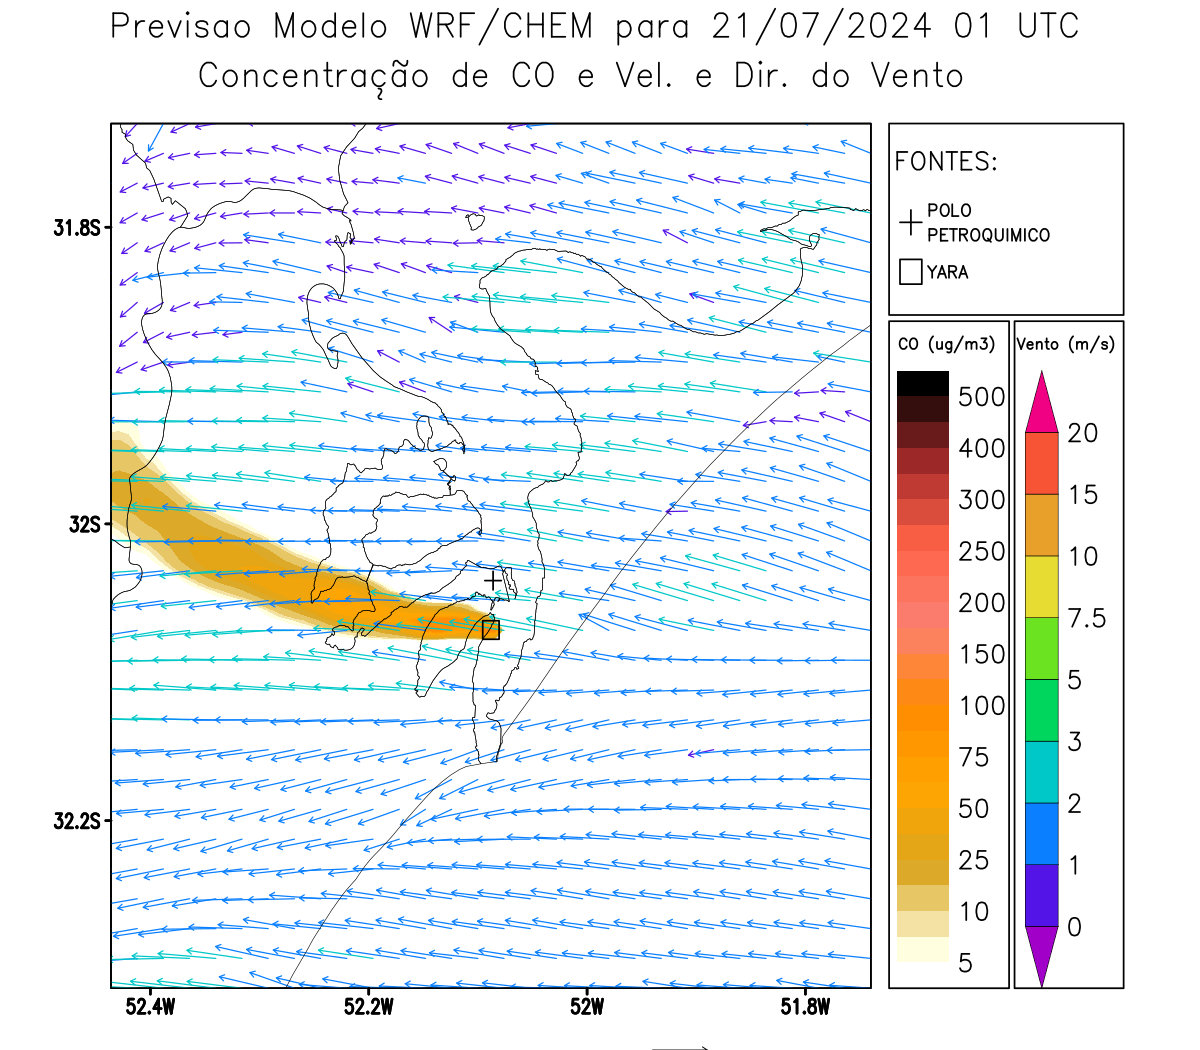 Previsao Modelo WRF/CHEM para 21/07/2024 01 UTC
Concentração de CO e Vel. e Dir. do Vento
FONTES:
POLO
PETROQUIMICO
YARA
CO (ug/m3)
500
400
300
250
200
150
100
75
50
25
10
5
Vento (m/s)
20
15
10
7.5
5
3
2
1
0
31.8S
32S
32.2S
52.4W
52.2W
52W
51.8W